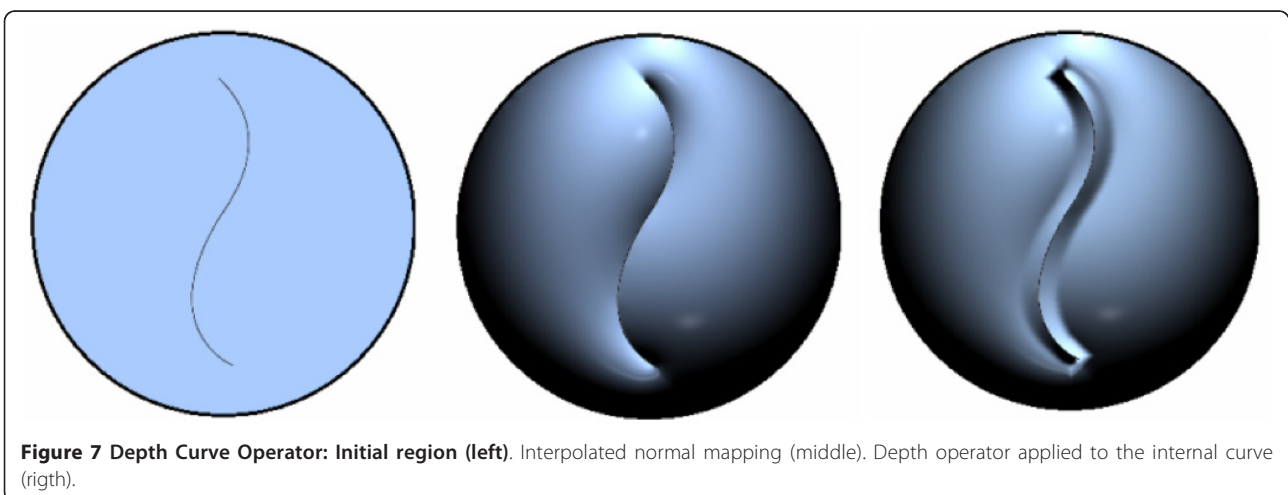 Figure 7 Depth Curve Operator: Initial region (left). Interpolated normal mapping (middle). Depth operator applied to the internal curve
(rigth).